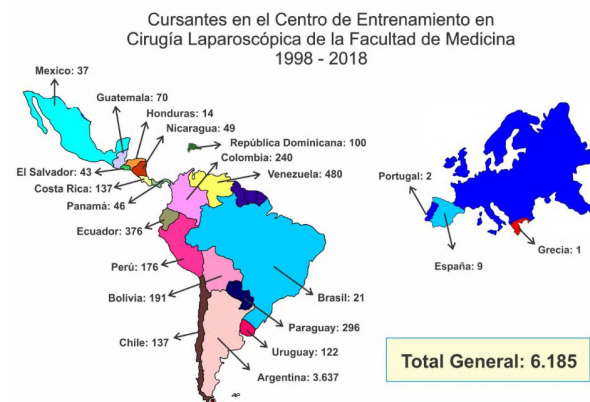 Cursantes en el Centro de Entrenamiento en
Cirugía Laparoscópica de la Facultad de Medicina
1998 - 2018
Mexico: 37
Guatemala: 70
Honduras: 14
Nicaragua: 49
República Dominicana: 100
Colombia: 240
Venezuela: 480
El Salvador: 43
Costa Rica: 137
Panamá: 46
Ecuador: 376
Perú: 176
Bolivia: 191
Brasil: 21
Paraguay: 296
Chile: 137
Uruguay: 122
Argentina: 3.637
Portugal: 2
España: 9
Grecia: 1
Total General: 6.185